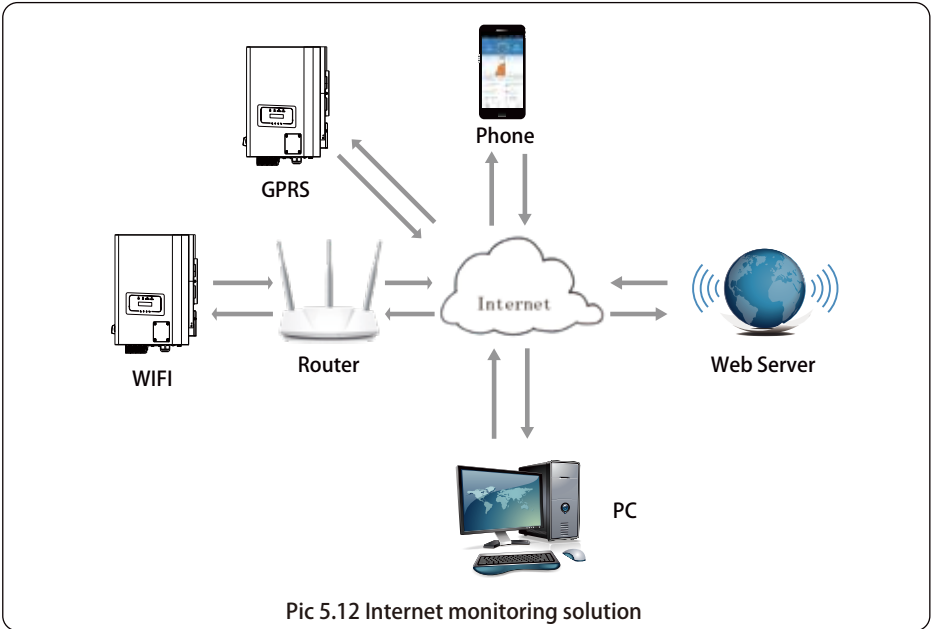 Phone
GPRS
Internet
WIFI
Router
Web Server
PC
Pic 5.12 Internet monitoring solution